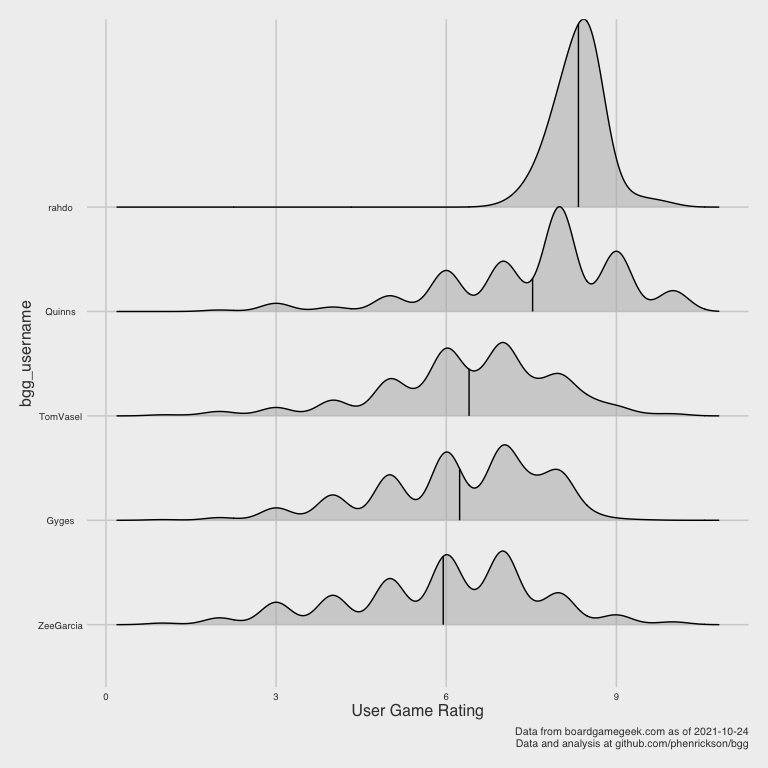 bgg_username
rahdo
Quinns
TomVasel
Gyges
ZeeGarcia
0 3 6 9
User Game Rating
Data from boardgamegeek.com as of 2021-10-24
Data and analysis at github.com/phenrickson/bgg